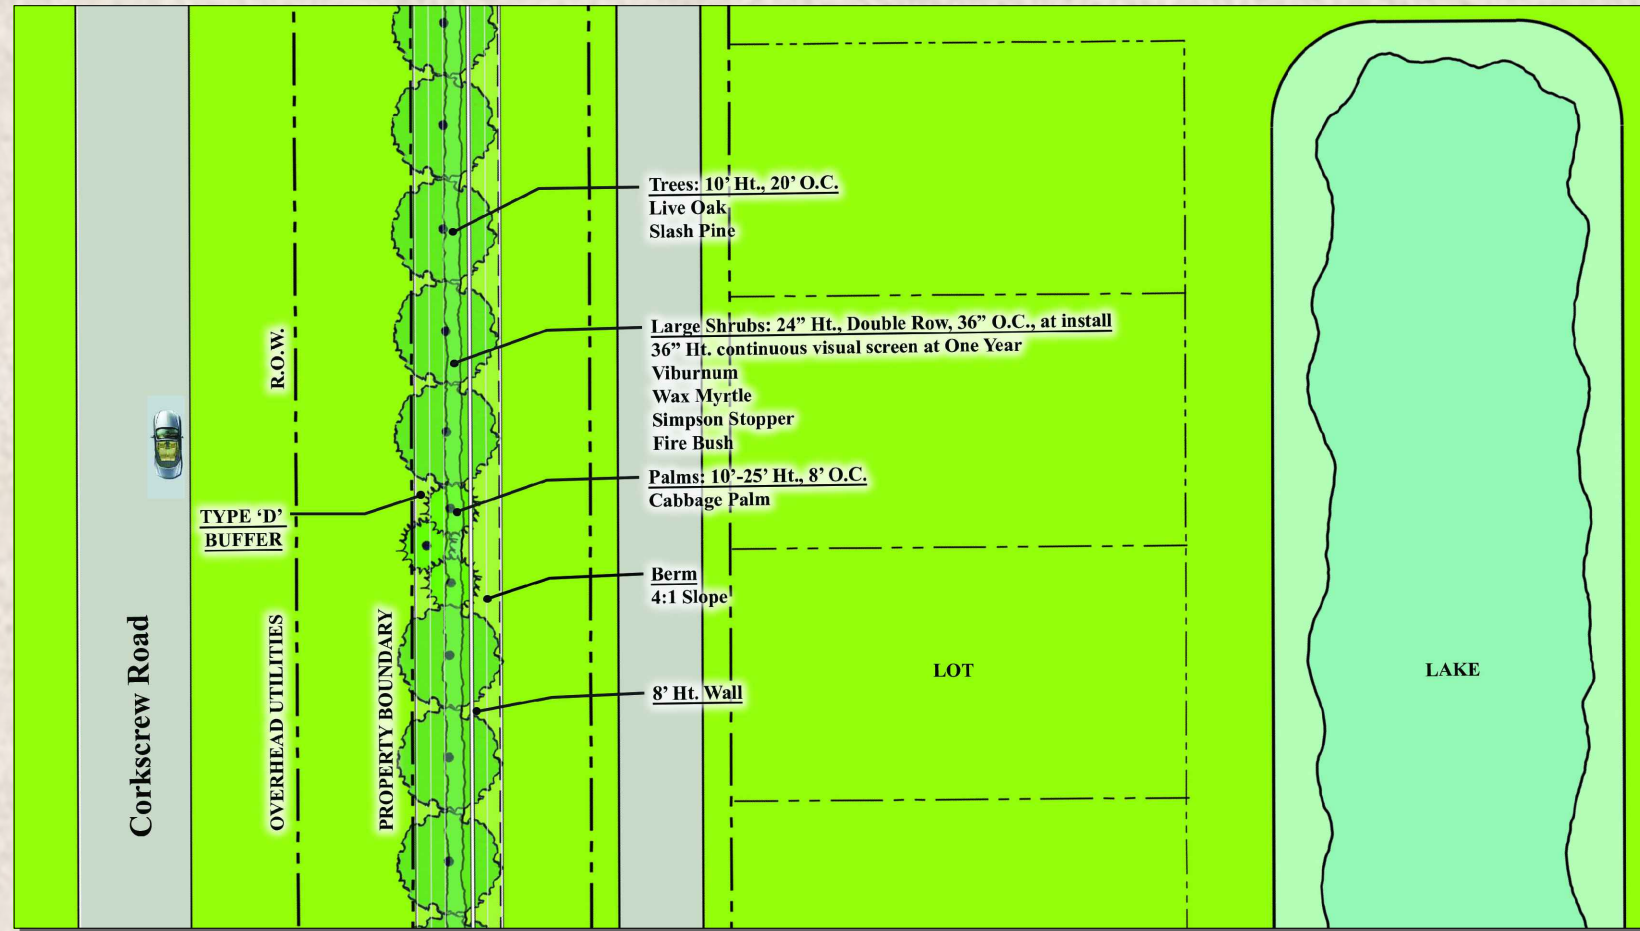 Corkscrew Road
R.O.W.
OVERHEAD UTILITIES
TYPE ‘D’
BUFFER
PROPERTY BOUNDARY
Trees: 10’ Ht., 20’ O.C.
Live Oak
Slash Pine
Large Shrubs: 24” Ht., Double Row, 36” O.C., at install
36” Ht. continuous visual screen at One Year
Viburnum
Wax Myrtle
Simpson Stopper
Fire Bush
Palms: 10’-25’ Ht., 8’ O.C.
Cabbage Palm
Berm
4:1 Slope
8’ Ht. Wall
LOT
LAKE